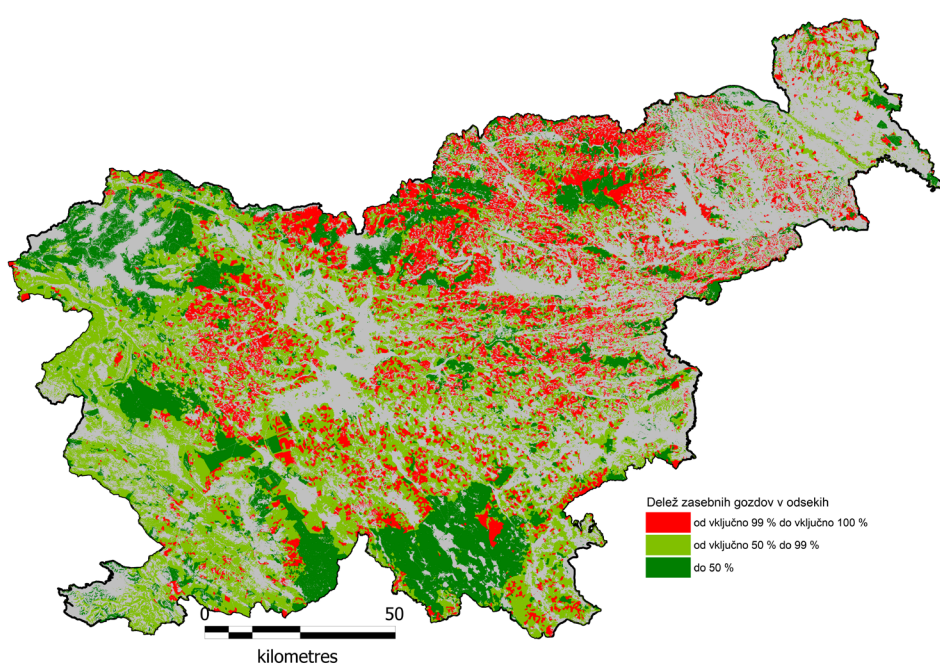 Delež zasebnih gozdov v odsekih
od vključno 99 % do vključno 100 %
od vključno 50 % do 99 %
do 50 %
0 50
kilometres